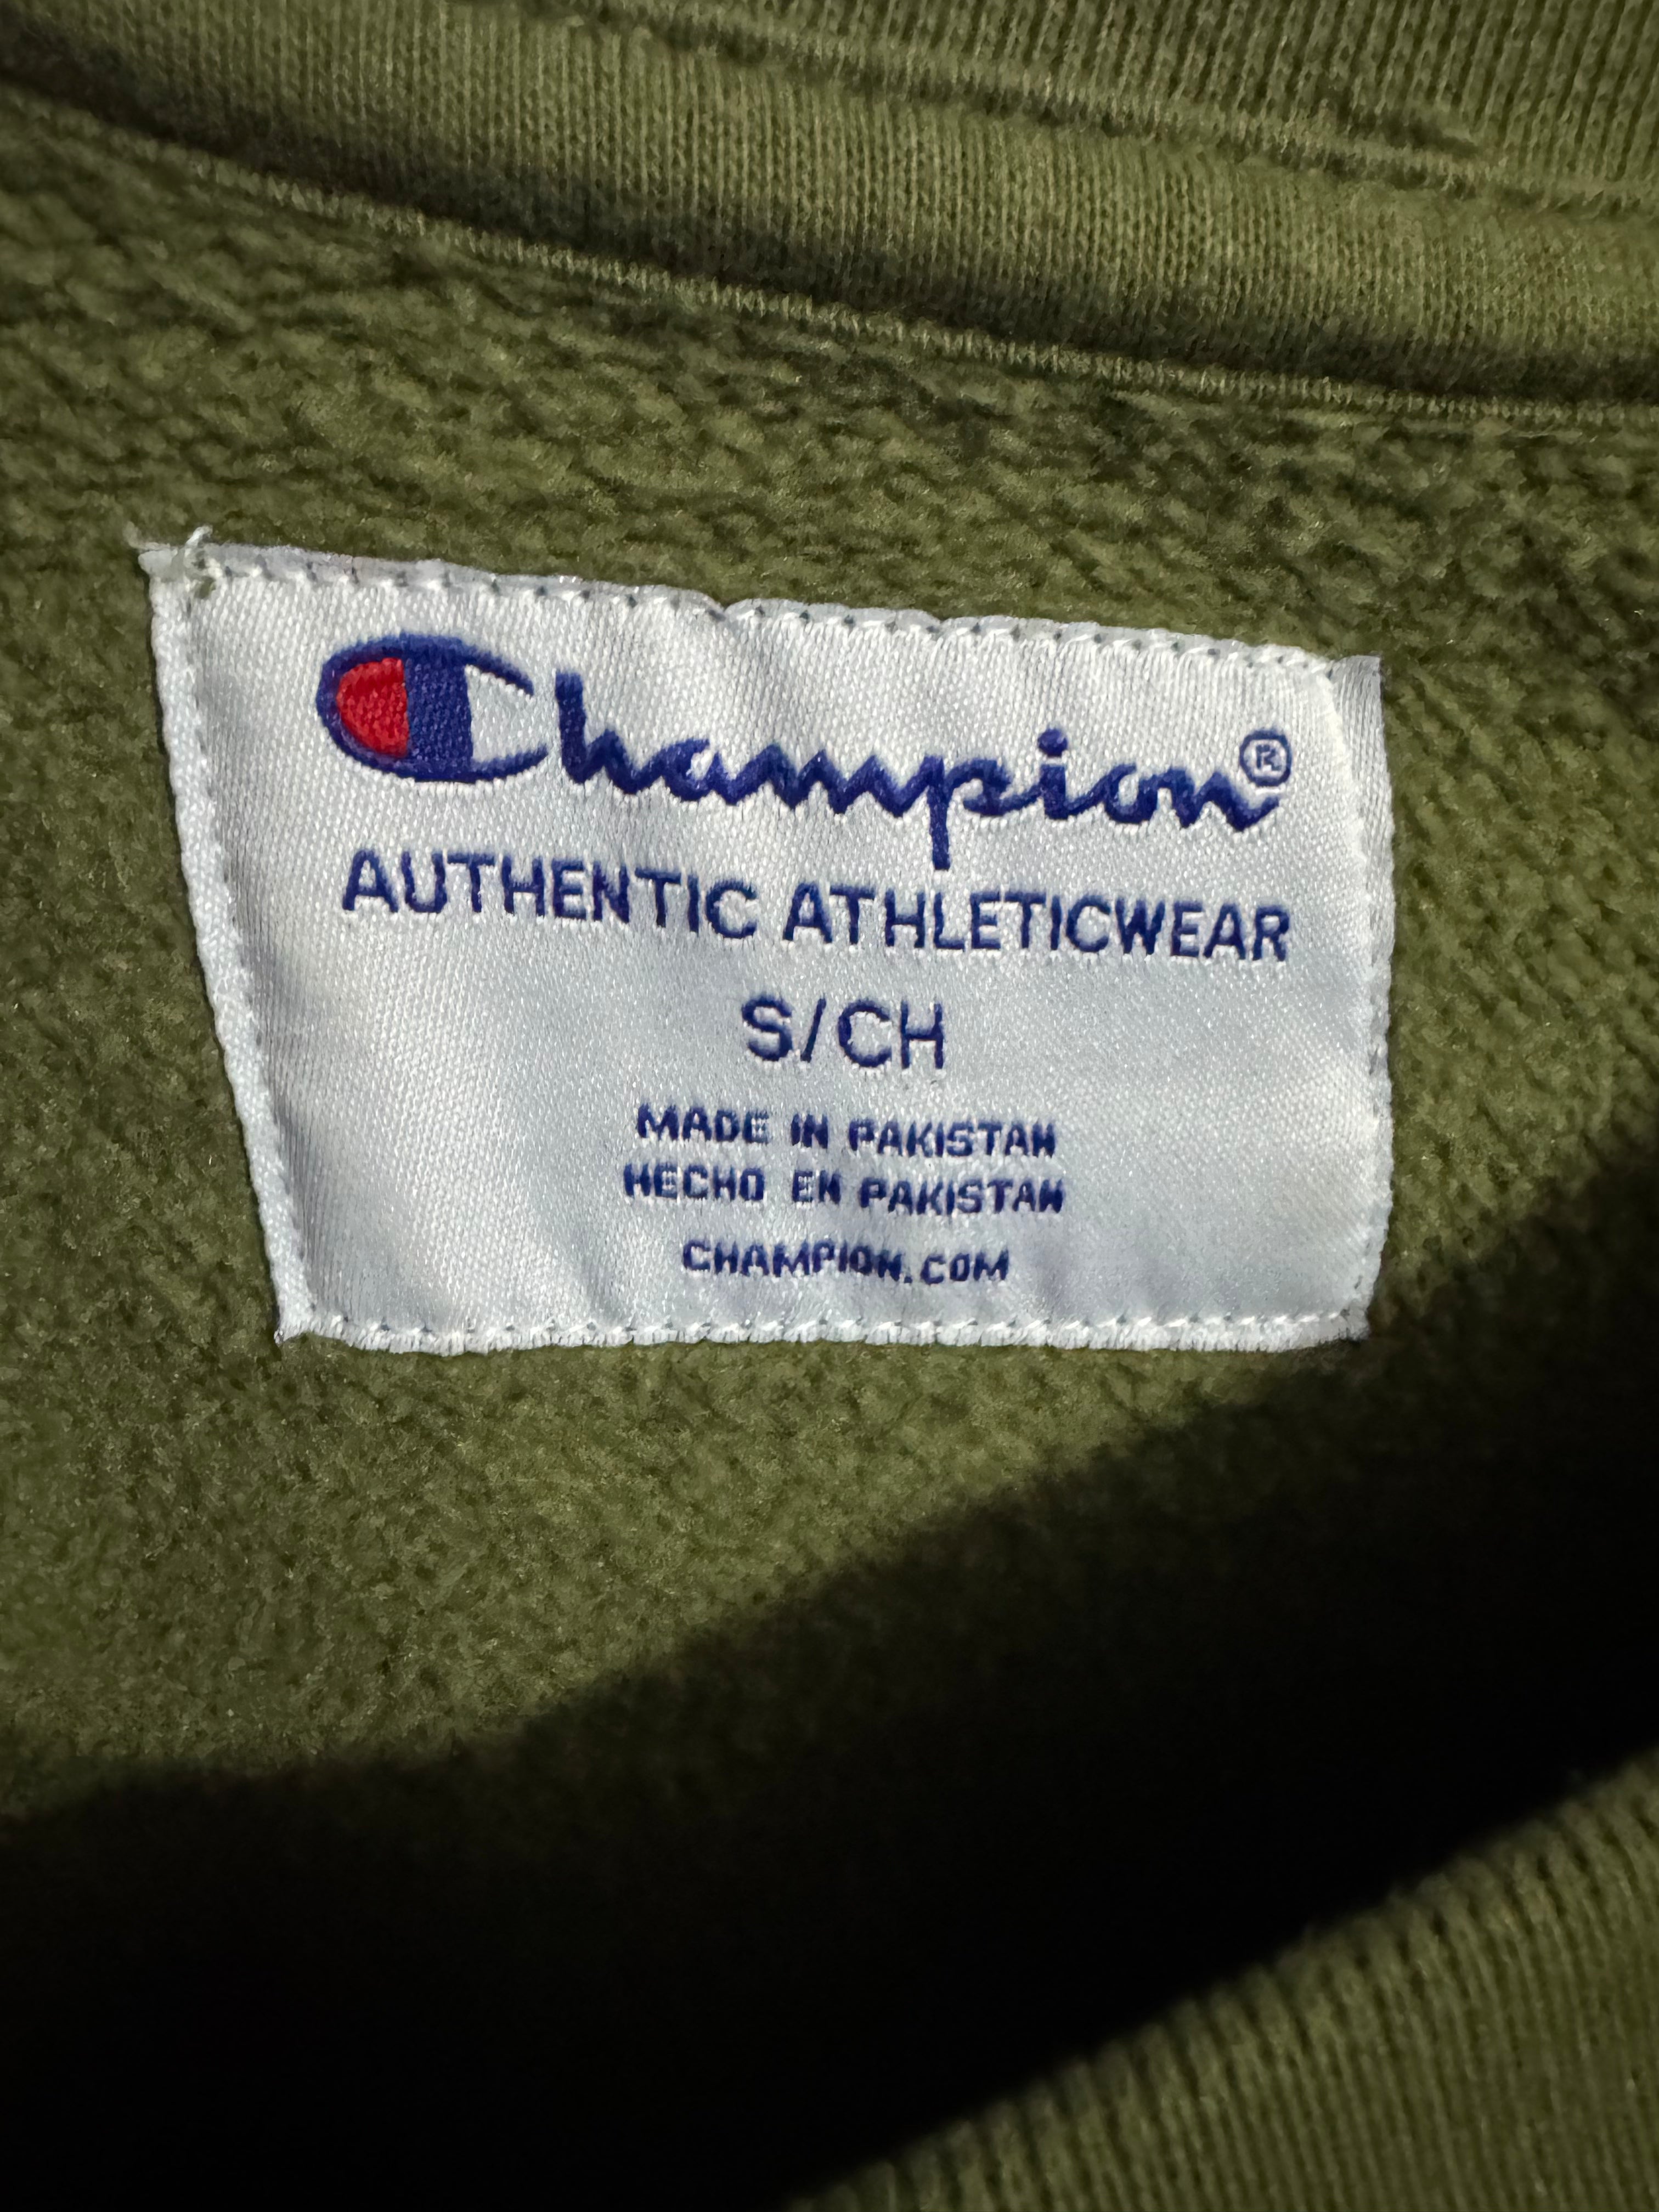 Champion®
AUTHENTIC ATHLETICWEAR
S/CH
MADE IN PAKISTAN
HECHO EN PAKISTAN
CHAMPION.COM